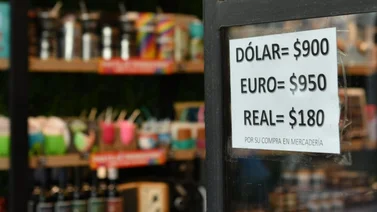 DÓLAR= $900
EURO= $950
REAL= $180
POR SU COMPRA EN MERCADERÍA